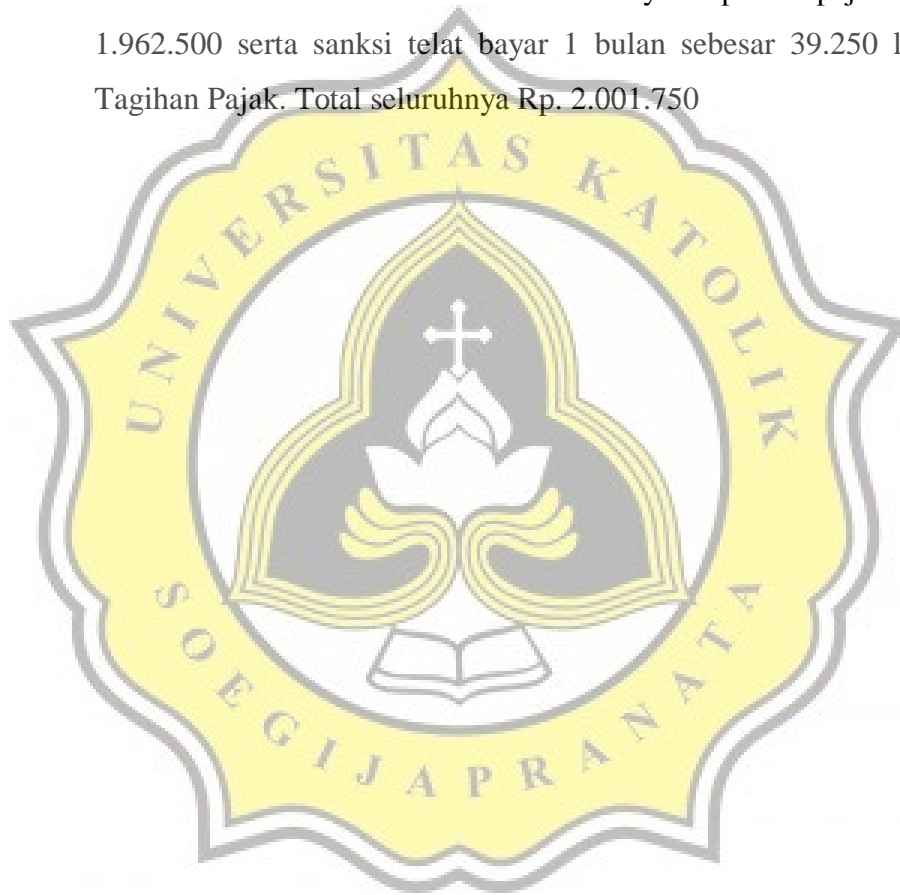 1.962.500 serta sanksi telat bayar 1 bulan sebesar 39.250
Tagihan Pajak. Total seluruhnya Rp. 2.001.750
UNIVERSITAS KATOLIK
SOEGIJAPRANATA